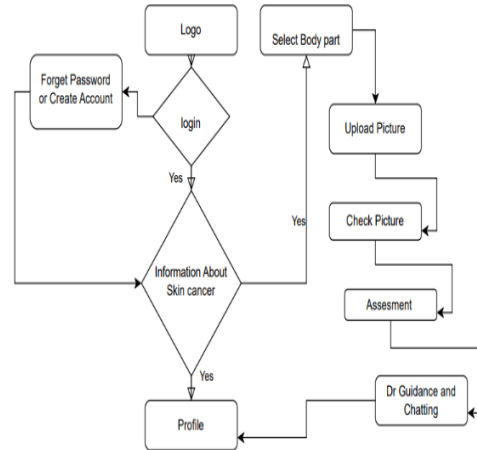 Logo
Select Body part
Forget Password
or Create Account
login
Upload Picture
Yes
Yes
Check Picture
Information About
Skin cancer
Assesment
Yes
Dr Guidance and
Chatting
Profile